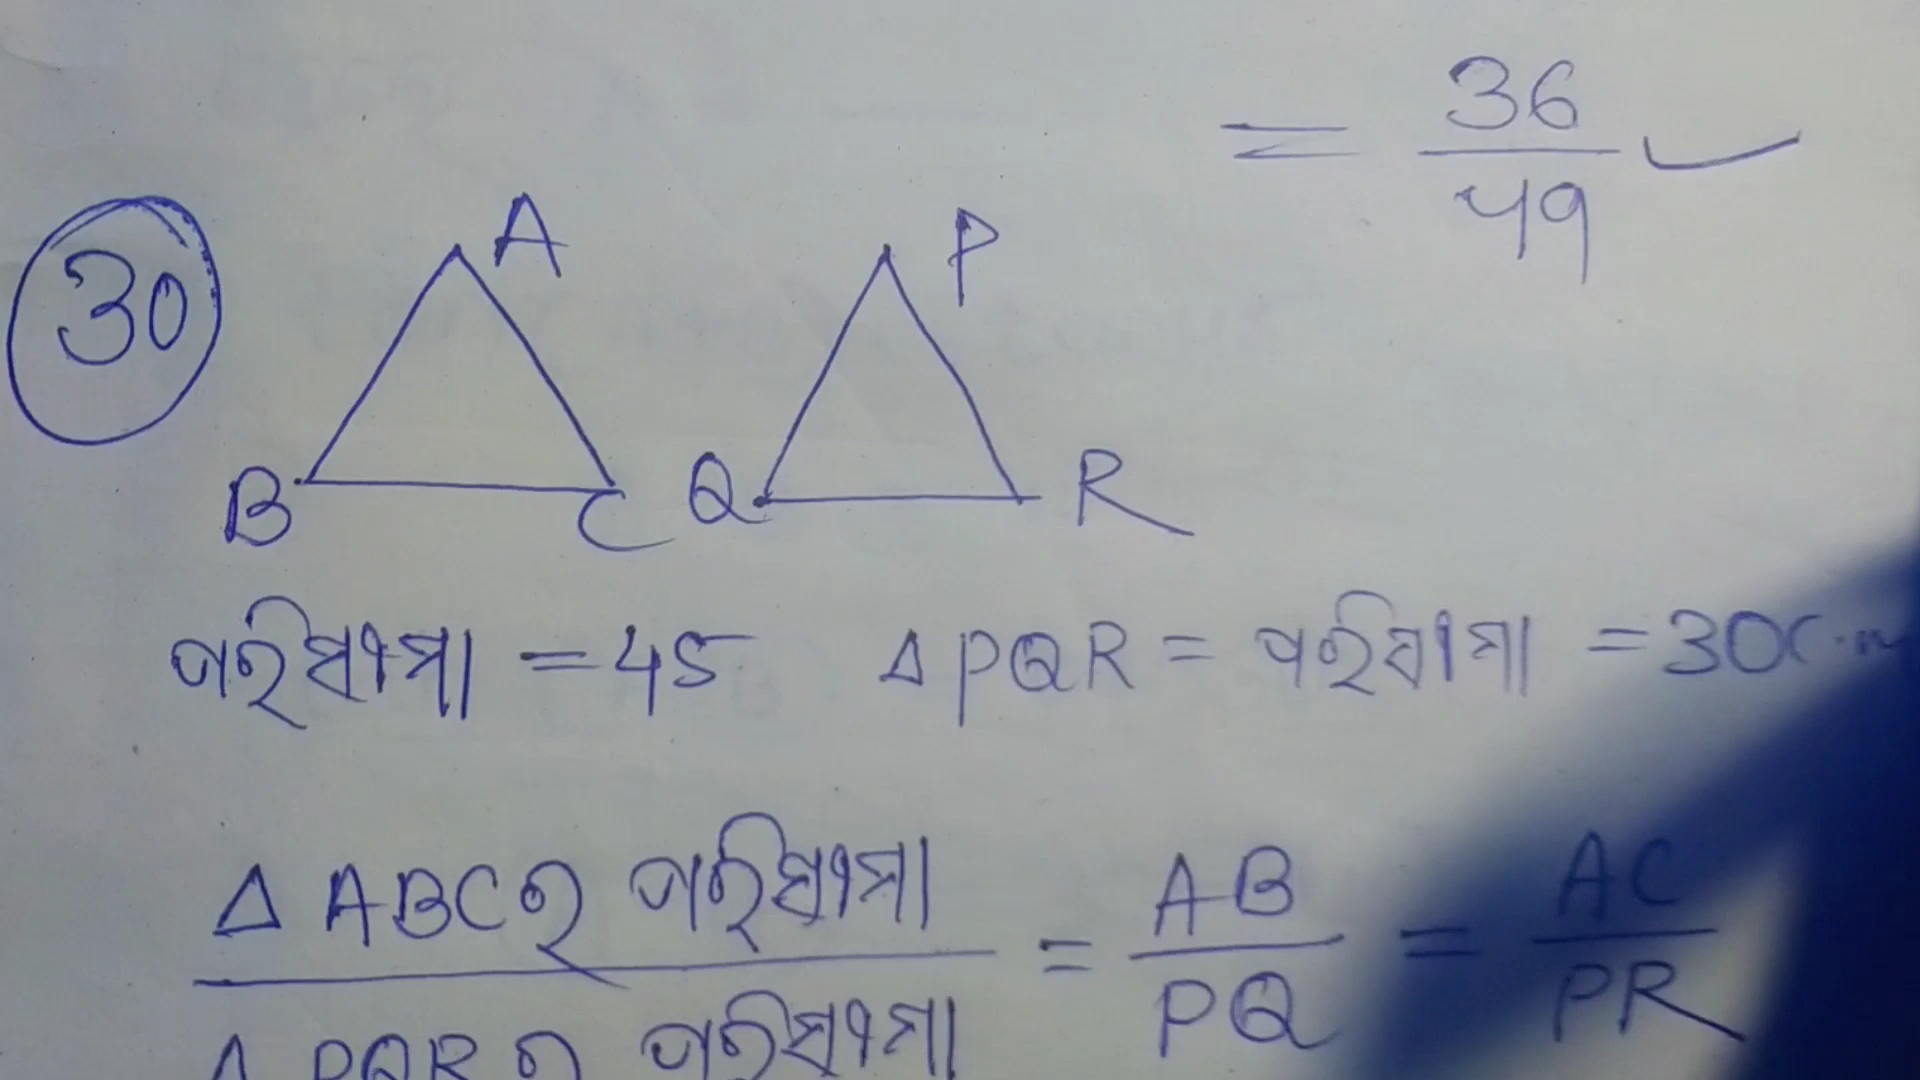 = 36/49
30
A P
B C Q R
ପରିସୀମା = 45 Δ PQR = ପରିସୀମା = 30 C.m
Δ ABCର ପରିସୀମା / Δ PQRର ପରିସୀମା = AB/PQ = AC/PR